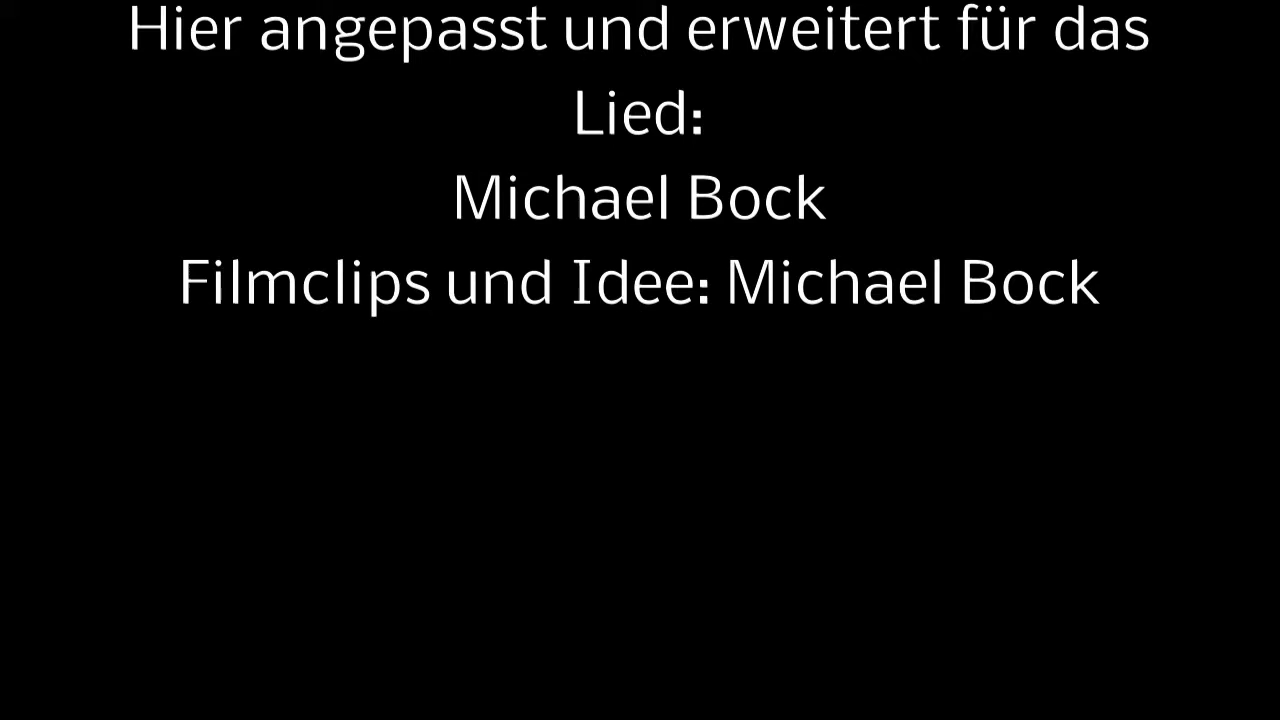 Hier angepasst und erweitert für das
Lied:
Michael Bock
Filmclips und Idee: Michael Bock